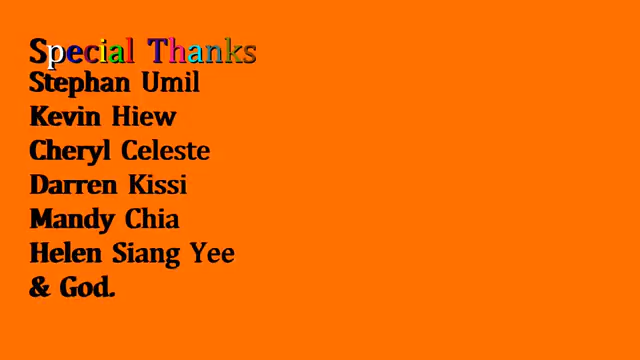 Special Thanks
Stephan Umil
Kevin Hiew
Cheryl Celeste
Darren Kissi
Mandy Chia
Helen Siang Yee
& God.